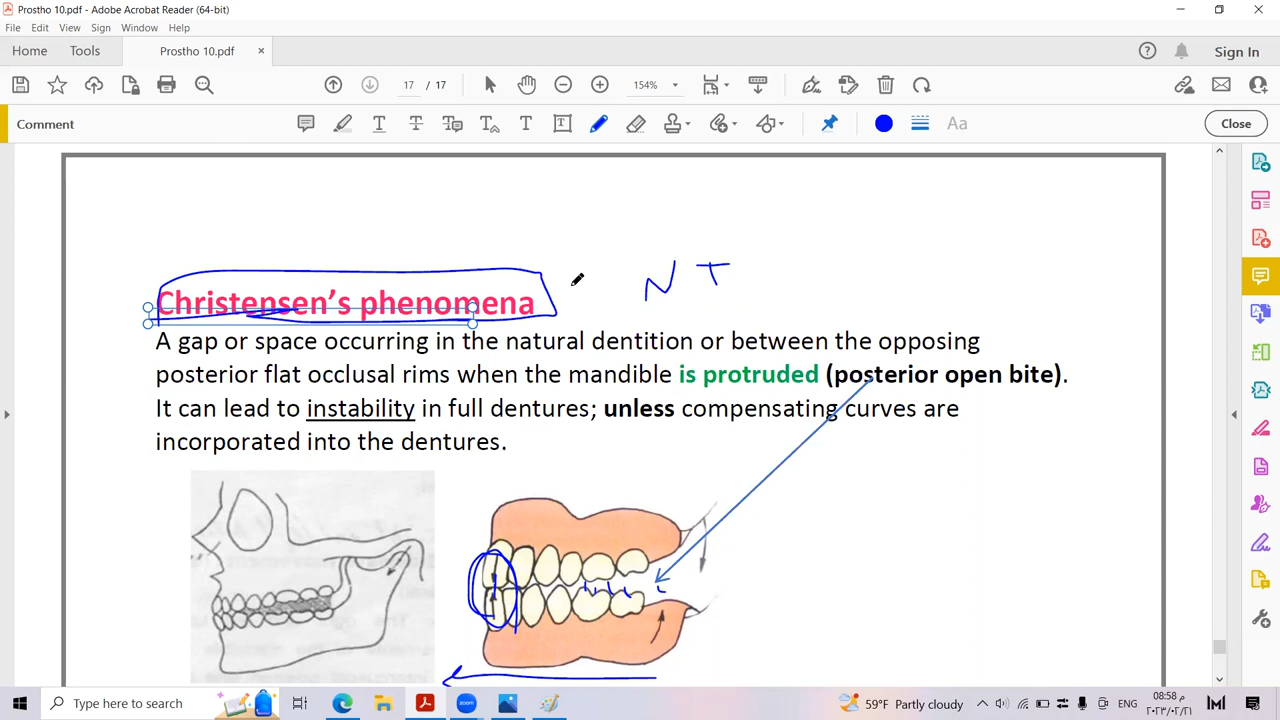 Prostho 10.pdf - Adobe Acrobat Reader (64-bit)
File Edit View Sign Window Help
Home Tools Prostho 10.pdf × Sign In
17 / 17 154%
Comment Aa Close
N T
Christensen's phenomena
A gap or space occurring in the natural dentition or between the opposing
posterior flat occlusal rims when the mandible is protruded (posterior open bite).
It can lead to instability in full dentures; unless compensating curves are
incorporated into the dentures.
Type here to search 59°F Partly cloudy 08:58 م
٢٠٢٣/٠٢/٢١